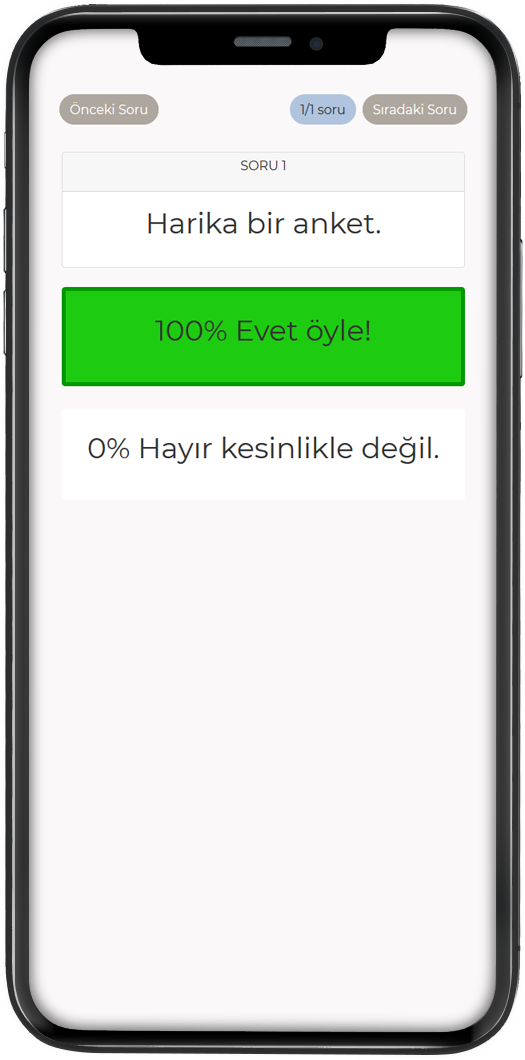 Önceki Soru
1/1 soru
Sıradaki Soru
SORU 1
Harika bir anket.
100% Evet öyle!
0% Hayır kesinlikle değil.